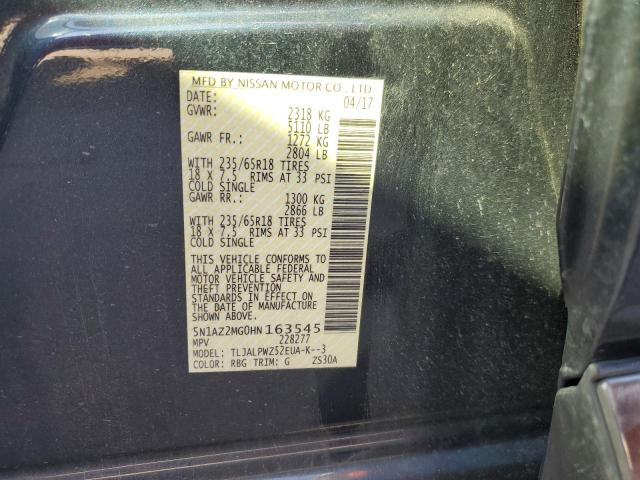 MFD BY NISSAN MOTOR CO., LTD
DATE: 04/17
GVWR: 2318 KG
5110 LB
GAWR FR.: 1272 KG
2804 LB
WITH 235/65R18 TIRES
18 X 7.5 RIMS AT 33 PSI
COLD SINGLE
GAWR RR.: 1300 KG
2866 LB
WITH 235/65R18 TIRES
18 X 7.5 RIMS AT 33 PSI
COLD SINGLE
THIS VEHICLE CONFORMS TO
ALL APPLICABLE FEDERAL
MOTOR VEHICLE SAFETY
STANDARDS IN EFFECT ON
THE DATE OF MANUFACTURE
SHOWN ABOVE.
5N1AZ2MG0HN163545
MPV 228277
MODEL: TLJALPWZ52EUA-K--3
COLOR: RBG TRIM: G ZS30A